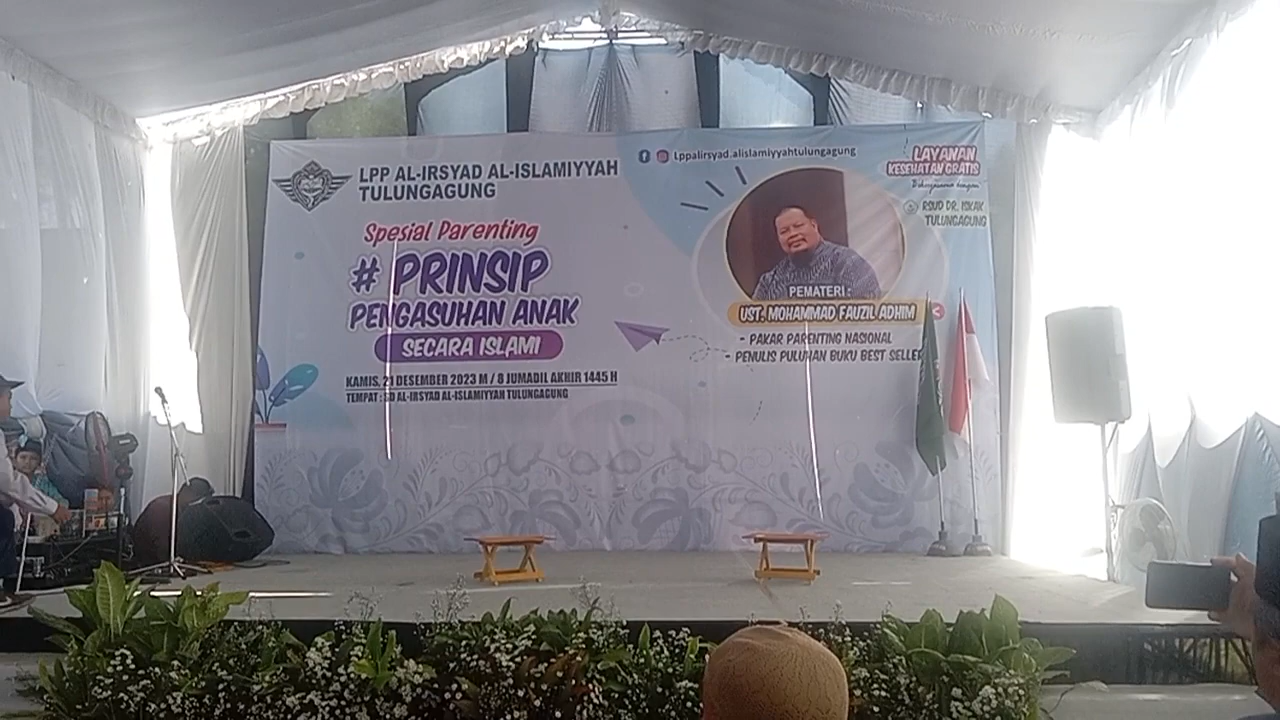 LPP AL-IRSYAD AL-ISLAMIYYAH
TULUNGAGUNG
Spesial Parenting
# PRINSIP
PENGASUHAN ANAK
SECARA ISLAMI
KAMIS, 21 DESEMBER 2023 M / 8 JUMADIL AKHIR 1445 H
TEMPAT : SD AL-IRSYAD AL-ISLAMIYYAH TULUNGAGUNG
Lppalirsyad.alislamiyyahtulungagung
LAYANAN
KESEHATAN GRATIS
Bekerjasama dengan
RSUD DR. ISKAK
TULUNGAGUNG
PEMATERI :
UST. MOHAMMAD FAUZIL ADHIM
- PAKAR PARENTING NASIONAL
- PENULIS PULUHAN BUKU BEST SELLER